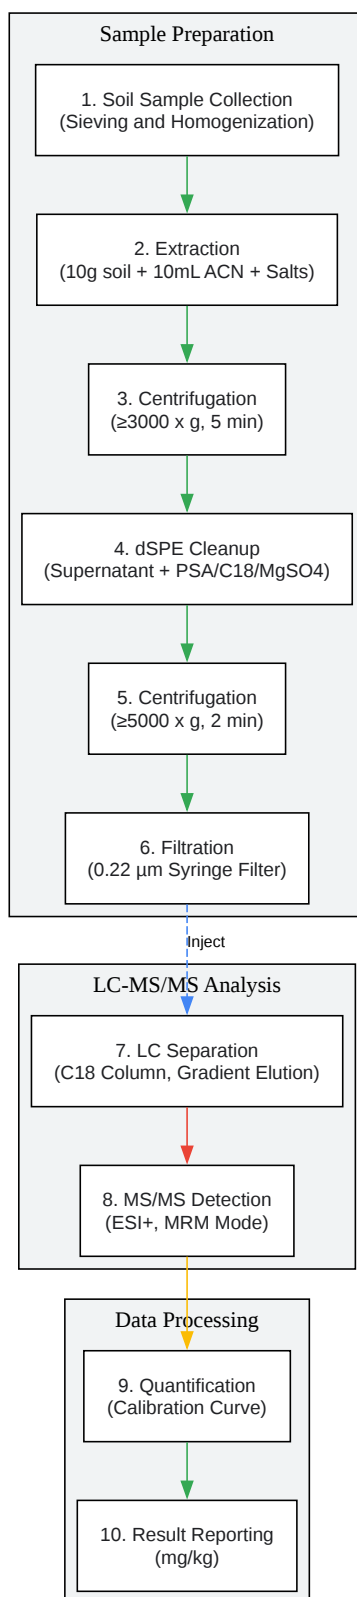 Sample Preparation
1. Soil Sample Collection
(Sieving and Homogenization)
2. Extraction
(10g soil + 10mL ACN + Salts)
3. Centrifugation
(≥3000 x g, 5 min)
4. dSPE Cleanup
(Supernatant + PSA/C18/MgSO4)
5. Centrifugation
(≥5000 x g, 2 min)
6. Filtration
(0.22 µm Syringe Filter)
Inject
LC-MS/MS Analysis
7. LC Separation
(C18 Column, Gradient Elution)
8. MS/MS Detection
(ESI+, MRM Mode)
Data Processing
9. Quantification
(Calibration Curve)
10. Result Reporting
(mg/kg)